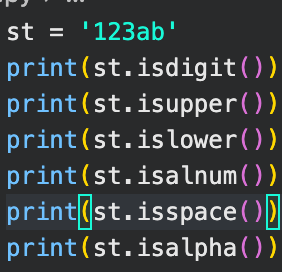 st = '123ab'
print(st.isdigit())
print(st.isupper())
print(st.islower())
print(st.isalnum())
print(st.isspace())
print(st.isalpha())